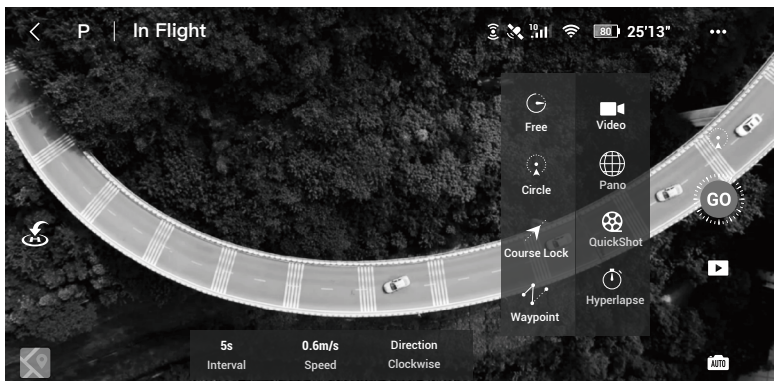 P In Flight 10 80 25'13"
Free Video
Circle Pano
GO
H
Course Lock QuickShot
Waypoint Hyperlapse
5s 0.6m/s Direction
Interval Speed Clockwise
AUTO